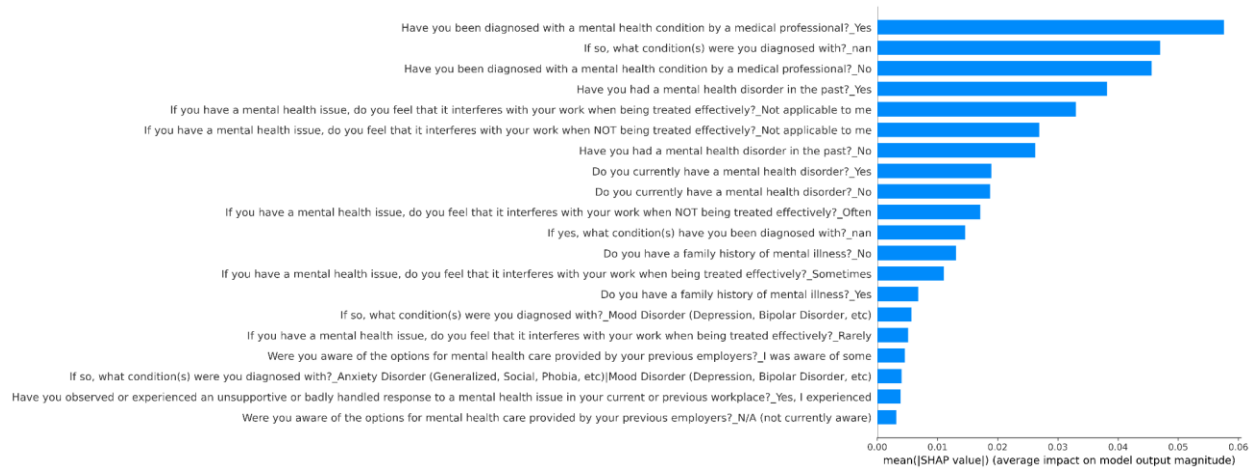 Have you been diagnosed with a mental health condition by a medical professional?_Yes
If so, what condition(s) were you diagnosed with?_nan
Have you been diagnosed with a mental health condition by a medical professional?_No
Have you had a mental health disorder in the past?_Yes
If you have a mental health issue, do you feel that it interferes with your work when being treated effectively?_Not applicable to me
If you have a mental health issue, do you feel that it interferes with your work when NOT being treated effectively?_Not applicable to me
Have you had a mental health disorder in the past?_No
Do you currently have a mental health disorder?_Yes
Do you currently have a mental health disorder?_No
If you have a mental health issue, do you feel that it interferes with your work when NOT being treated effectively?_Often
If yes, what condition(s) have you been diagnosed with?_nan
Do you have a family history of mental illness?_No
If you have a mental health issue, do you feel that it interferes with your work when being treated effectively?_Sometimes
Do you have a family history of mental illness?_Yes
If so, what condition(s) were you diagnosed with?_Mood Disorder (Depression, Bipolar Disorder, etc)
If you have a mental health issue, do you feel that it interferes with your work when being treated effectively?_Rarely
Were you aware of the options for mental health care provided by your previous employers?_I was aware of some
If so, what condition(s) were you diagnosed with?_Anxiety Disorder (Generalized, Social, Phobia, etc)|Mood Disorder (Depression, Bipolar Disorder, etc)
Have you observed or experienced an unsupportive or badly handled response to a mental health issue in your current or previous workplace?_Yes, I experienced
Were you aware of the options for mental health care provided by your previous employers?_N/A (not currently aware)
0.00 0.01 0.02 0.03 0.04 0.05 0.06
mean(|SHAP value|) (average impact on model output magnitude)